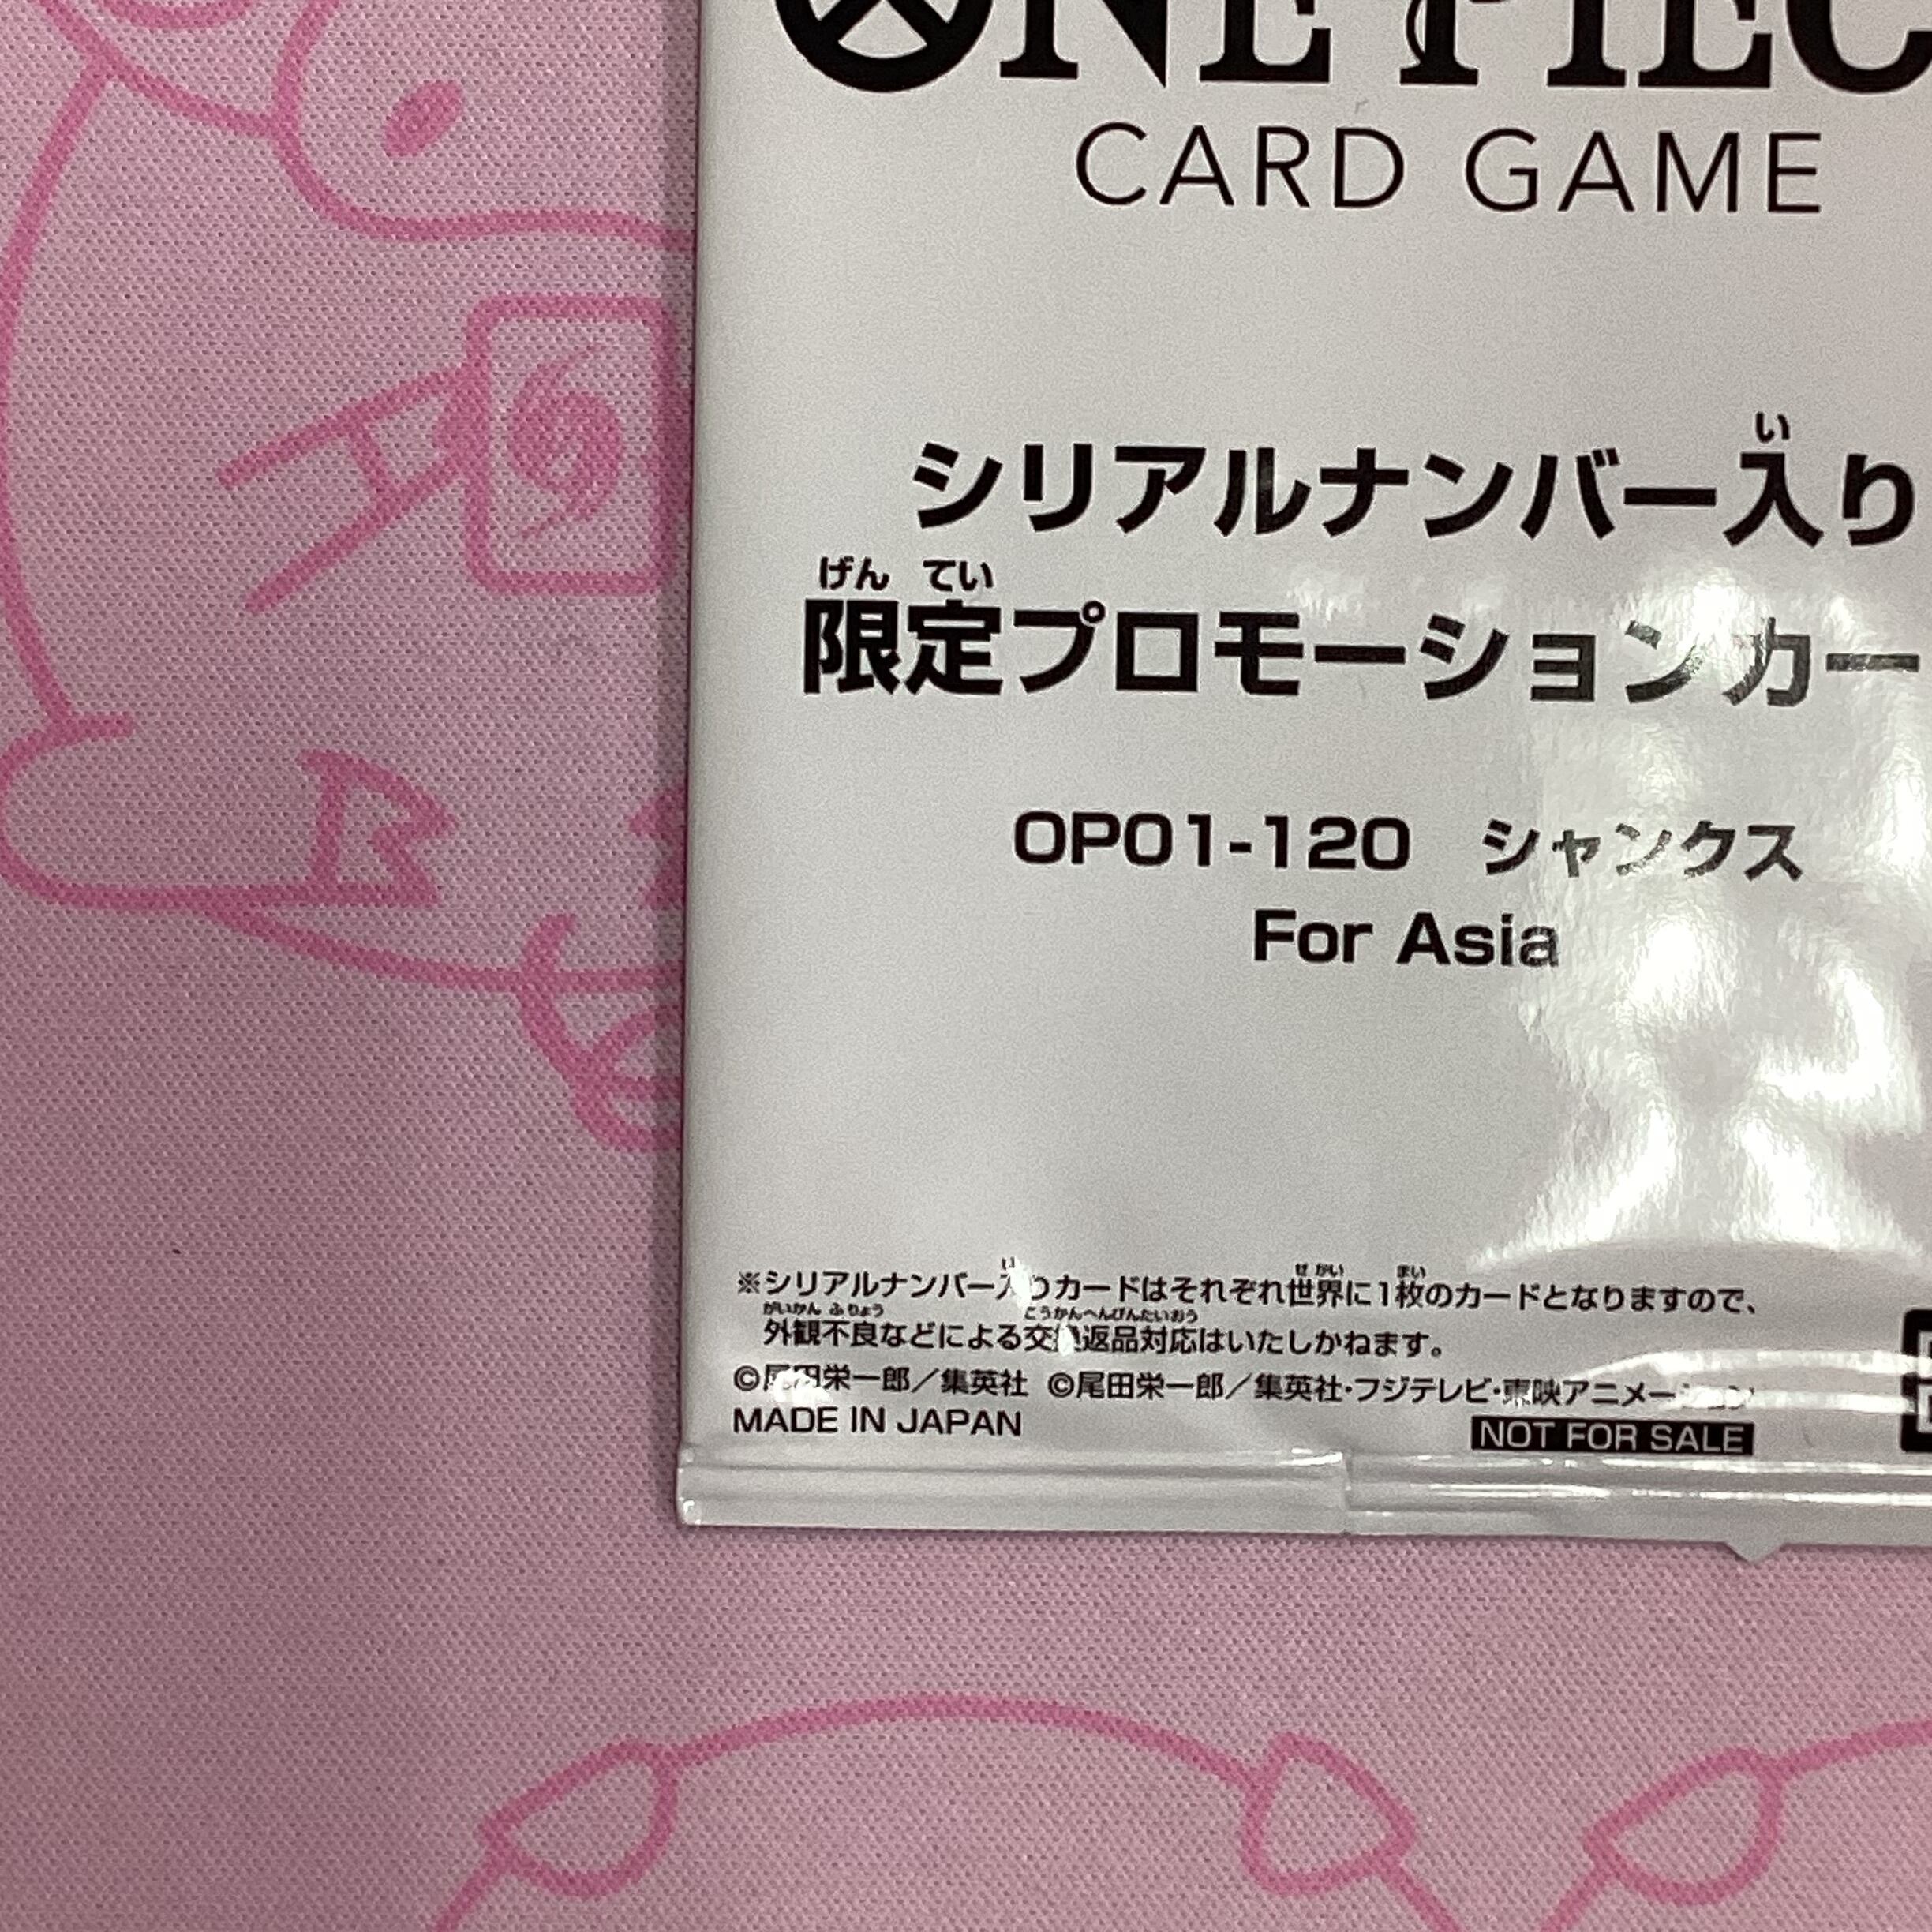 ONE PIEC
CARD GAME
シリアルナンバー入り
限定プロモーションカー
OP01-120 シャンクス
For Asia
※シリアルナンバー入りカードはそれぞれ世界に1枚のカードとなりますので、
外観不良などによる交換返品対応はいたしかねます。
©尾田栄一郎／集英社 ©尾田栄一郎／集英社・フジテレビ・東映アニメーション
MADE IN JAPAN
NOT FOR SALE